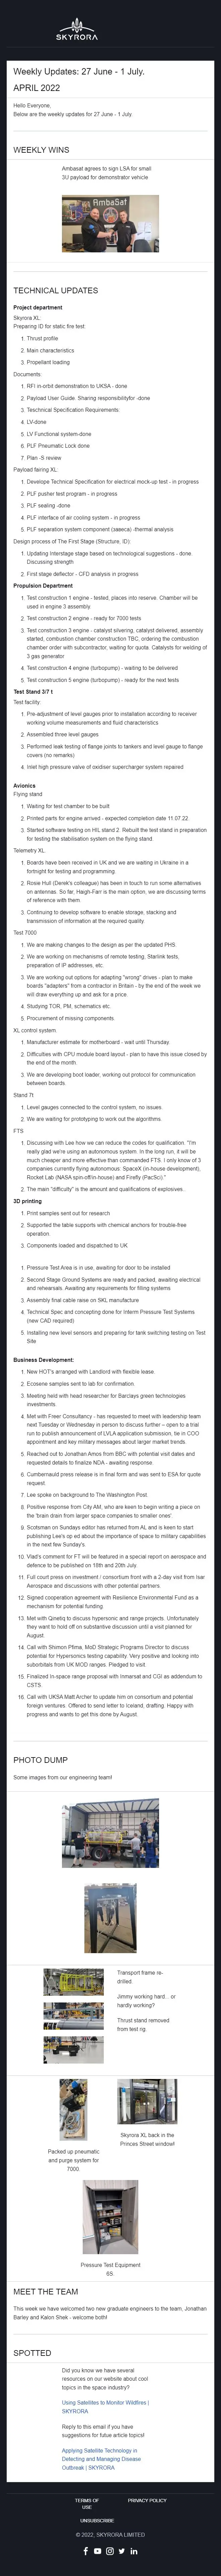 SKYRORA
Weekly Updates: 27 June - 1 July.
APRIL 2022
Hello Everyone,
Below are the weekly updates for 27 June - 1 July.
WEEKLY WINS
Ambasat agrees to sign LSA for small
3U payload for demonstrator vehicle.
AmbaSat
TECHNICAL UPDATES
Project department
Skyrora XL:
Preparing ID for static fire test:
1. Thrust profile
2. Main characteristics
3. Propellant loading
Documents:
1. RFI in-orbit demonstration to UKSA - done
2. Payload User Guide. Sharing responsibilityfor -done
3. Teschnical Specification Requirements:
4. LV-done
5. LV Functional system-done
6. PLF Pneumatic Lock done
7. Plan -S review
Payload fairing XL:
1. Develope Technical Specification for electrical mock-up test - in progress
2. PLF pusher test program - in progress
3. PLF sealing -done
4. PLF interface of air cooling system - in progress
5. PLF separation system component (завеса) -thermal analysis
Design process of The First Stage (Structure, ID):
1. Updating Interstage stage based on technological suggestions - done.
Discussing strength
2. First stage deflector - CFD analysis in progress
Propulsion Department
1. Test construction 1 engine - tested, places into reserve. Chamber will be
used in engine 3 assembly
2. Test construction 2 engine - ready for 7000 tests
3. Test construction 3 engine - catalyst silvering, catalyst delivered, assembly
started, combustion chamber construction TBC, ordering the combustion
chamber order with subcontractor, waiting for quota. Catalysts for welding of
3 gas generator
4. Test construction 4 engine (turbopump) - waiting to be delivered
5. Test construction 5 engine (turbopump) - ready for the next tests
Test Stand 3/7 t
Test facility:
1. Pre-adjustment of level gauges prior to installation according to receiver
working volume measurements and fluid characteristics
2. Assembled three level gauges
3. Performed leak testing of flange joints to tankers and level gauge to flange
covers (no remarks)
4. Inlet high pressure valve of oxidiser supercharger system repaired
Avionics
Flying stand:
1. Waiting for test chamber to be built
2. Printed parts for engine arrived - expected completion date 11.07.22.
3. Started software testing on HIL stand 2. Rebuilt the test stand in preparation
for testing the stabilisation system on the flying stand.
Telemetry XL:
1. Boards have been received in UK and we are waiting in Ukraine in a
fortnight for testing and programming.
2. Rosie Hull (Derek's colleague) has been in touch to run some alternatives
on antennas. So far, Haigh-Farr is the main option, we are discussing terms
of reference with them.
3. Continuing to develop software to enable storage, stacking and
transmission of information at the required quality.
Test 7000
1. We are making changes to the design as per the updated PHS.
2. We are working on mechanisms of remote testing, Starlink tests,
preparation of IP addresses, etc.
3. We are working out options for adapting "wrong" drives - plan to make
boards "adapters" from a contractor in Britain - by the end of the week we
will draw everything up and ask for a price.
4. Studying TOR, PM, schematics etc.
5. Procurement of missing components.
XL control system.
1. Manufacturer estimate for motherboard - wait until Thursday.
2. Difficulties with CPU module board layout - plan to have this issue closed by
the end of the month.
3. We are developing boot loader, working out protocol for communication
between boards.
Stand 7t
1. Level gauges connected to the control system, no issues.
2. We are waiting for prototyping to work out the algorithms.
FTS
1. Discussing with Lee how we can reduce the codes for qualification. "I'm
really glad we're using an autonomous system. In the long run, it will be
much cheaper and more effective than commanded FTS. I only know of 3
companies currently flying autonomous: SpaceX (in-house development),
Rocket Lab (NASA spin-off/in-house) and Firefly (PacSci)."
2. The main "difficulty" is the amount and qualifications of explosives..
3D printing
1. Print samples sent out for research
2. Supported the table supports with chemical anchors for trouble-free
operation.
3. Components loaded and dispatched to UK
1. Pressure Test Area is in use, awaiting for door to be installed
2. Second Stage Ground Systems are ready and packed, awaiting electrical
and rehearsals. Awaiting any requirements for filing systems
3. Assembly final cable raise on SKL manufacture
4. Technical Spec and concepting done for Interm Pressure Test Systems
(new CAD required)
5. Installing new level sensors and preparing for tank switching testing on Test
Site
Business Development:
1. New HOT's arranged with Landlord with flexible lease.
2. Ecosene samples sent to lab for confirmation.
3. Meeting held with head researcher for Barclays green technologies
investments.
4. Met with Freer Consultancy - has requested to meet with leadership team
next Tuesday or Wednesday in person to discuss further – open to a trial
run to publish announcement of LVLA application submission, tie in COO
appointment and key military messages about larger market trends.
5. Reached out to Jonathan Amos from BBC with potential visit dates and
requested details to finalize NDA - awaiting response.
6. Cumbernauld press release is in final form and was sent to ESA for quote
request.
7. Lee spoke on background to The Washington Post.
8. Positive response from City AM, who are keen to begin writing a piece on
the 'brain drain from larger space companies to smaller ones'.
9. Scotsman on Sundays editor has returned from AL and is keen to start
publishing Lee's op ed about the importance of space to military capabilities
in the next few Sunday's.
10. Vlad's comment for FT will be featured in a special report on aerospace and
defence to be published on 18th and 20th July.
11. Full court press on investment / consortium front with a 2-day visit from Isar
Aerospace and discussions with other potential partners.
12. Signed cooperation agreement with Resilience Environmental Fund as a
mechanism for potential funding.
13. Met with Qinetiq to discuss hypersonic and range projects. Unfortunately
they want to hold off on substantive discussion until a visit planned for
August.
14. Call with Shimon Pfima, MoD Strategic Programs Director to discuss
potential for Hypersonics testing capability. Very positive and looking into
suborbitals from UK MOD ranges. Pledged to visit.
15. Finalized In-space range proposal with Inmarsat and CGI as addendum to
CSTS.
16. Call with UKSA Matt Archer to update him on consortium and potential
foreign ventures. Offered to send letter to Iceland, drafting. Happy with
progress and wants to get this done by August.
PHOTO DUMP
Some images from our engineering team!
Transport frame re-
drilled.
Jimmy working hard…or
hardly working?
Thrust stand removed
from test rig.
Packed up pneumatic
and purge system for
7000.
Skyrora XL back in the
Princes Street window!
Pressure Test Equipment
6S.
MEET THE TEAM
This week we have welcomed two new graduate engineers to the team, Jonathan
Barley and Kalon Shek - welcome both!
SPOTTED
Did you know we have several
resources on our website about cool
topics in the space industry?
Using Satellites to Monitor Wildfires |
SKYRORA
Reply to this email if you have
suggestions for futue article topics!
Applying Satellite Technology in
Detecting and Managing Disease
Outbreak | SKYRORA
TERMS OF
USE
PRIVACY POLICY
UNSUBSCRIBE
© 2022, SKYRORA LIMITED